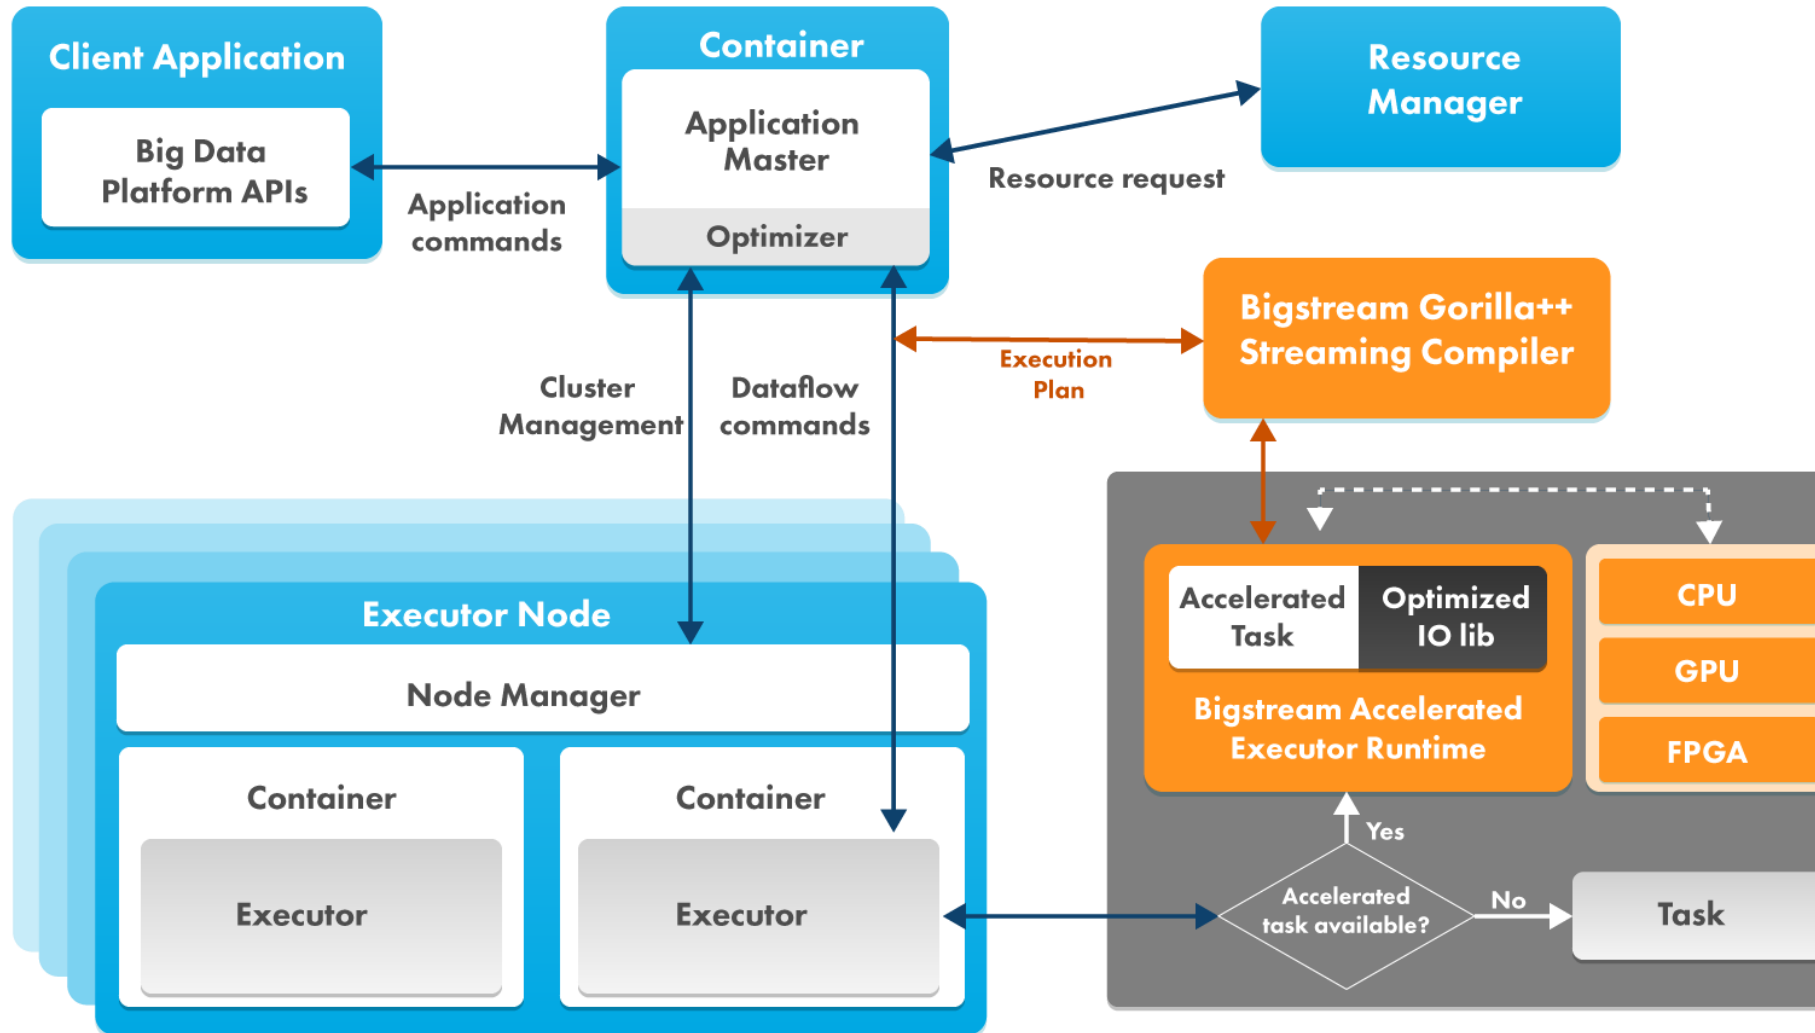 Client Application
Big Data
Platform APIs
Application
commands
Container
Application
Master
Optimizer
Resource request
Resource
Manager
Bigstream Gorilla++
Streaming Compiler
Execution
Plan
Cluster
Management
Dataflow
commands
Executor Node
Node Manager
Container
Executor
Container
Executor
Accelerated
Task
Optimized
IO lib
Bigstream Accelerated
Executor Runtime
CPU
GPU
FPGA
Yes
Accelerated
task available?
No
Task